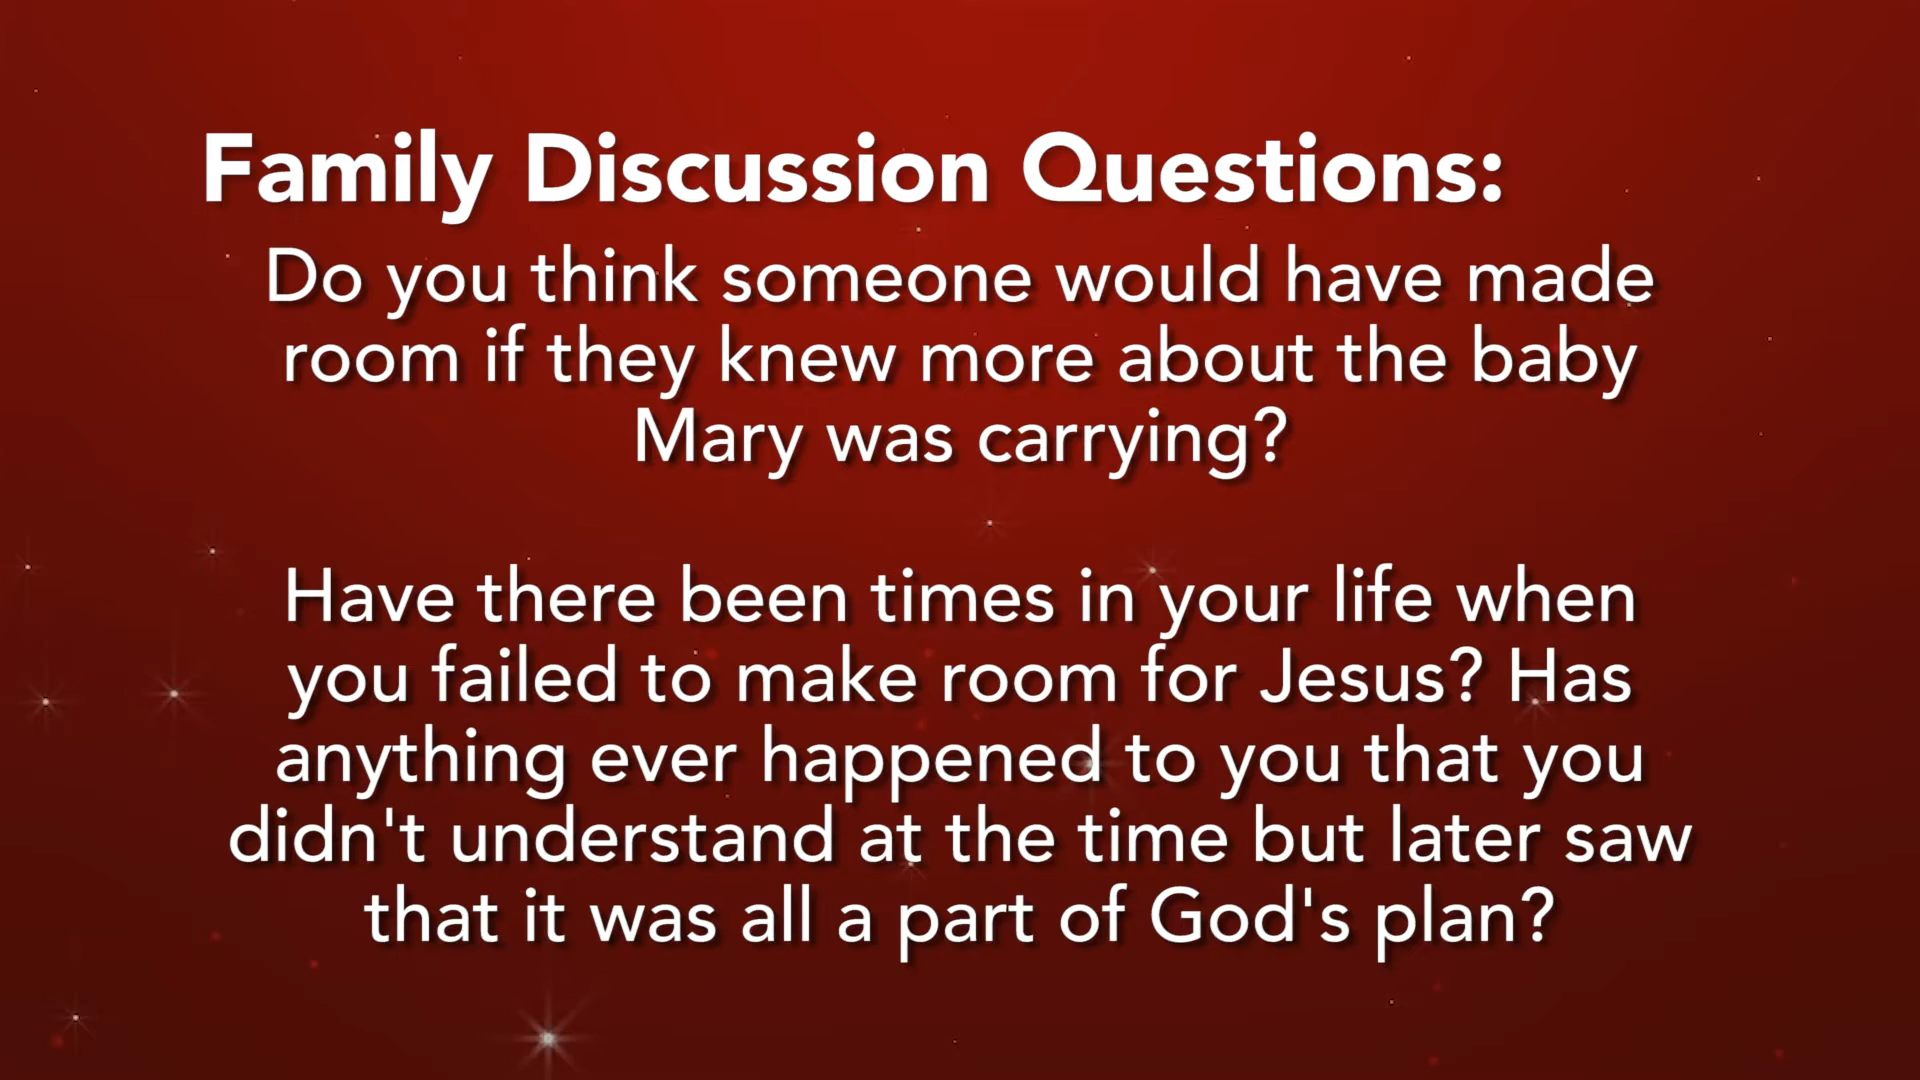 Family Discussion Questions:
Do you think someone would have made
room if they knew more about the baby
Mary was carrying?
Have there been times in your life when
you failed to make room for Jesus? Has
anything ever happened to you that you
didn't understand at the time but later saw
that it was all a part of God's plan?